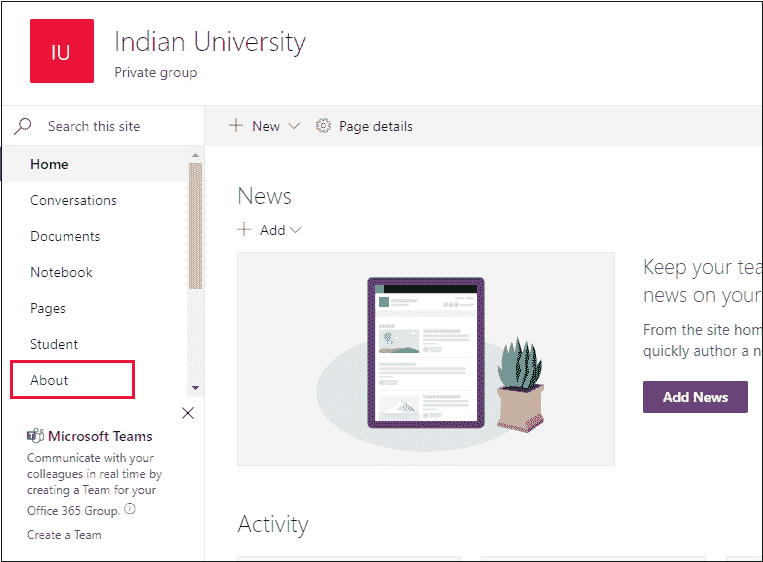 IU
Indian University
Private group
Search this site
New
Page details
Home
Conversations
Documents
Notebook
Pages
Student
About
News
Add
Keep your tea
news on your
From the site hom
quickly author a n
Add News
Microsoft Teams
Communicate with your
colleagues in real time by
creating a Team for your
Office 365 Group.
Create a Team
Activity